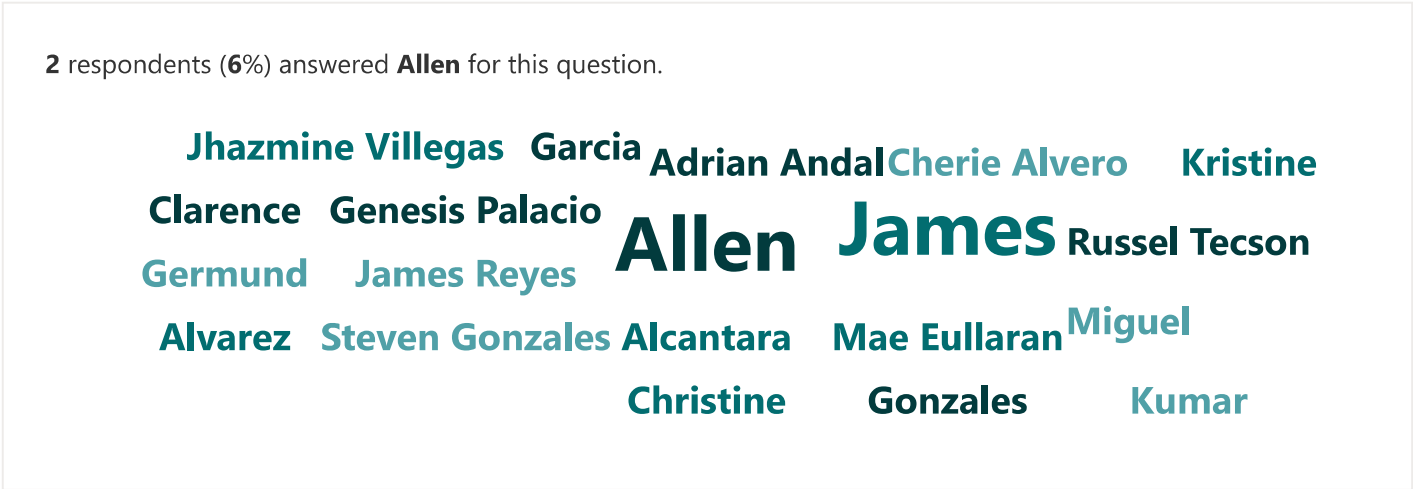 2 respondents (6%) answered Allen for this question.
Jhazmine Villegas Garcia Adrian Andal Cherie Alvero Kristine
Clarence Genesis Palacio Allen James Russel Tecson
Germund James Reyes
Alvarez Steven Gonzales Alcantara Mae Eullaran Miguel
Christine Gonzales Kumar